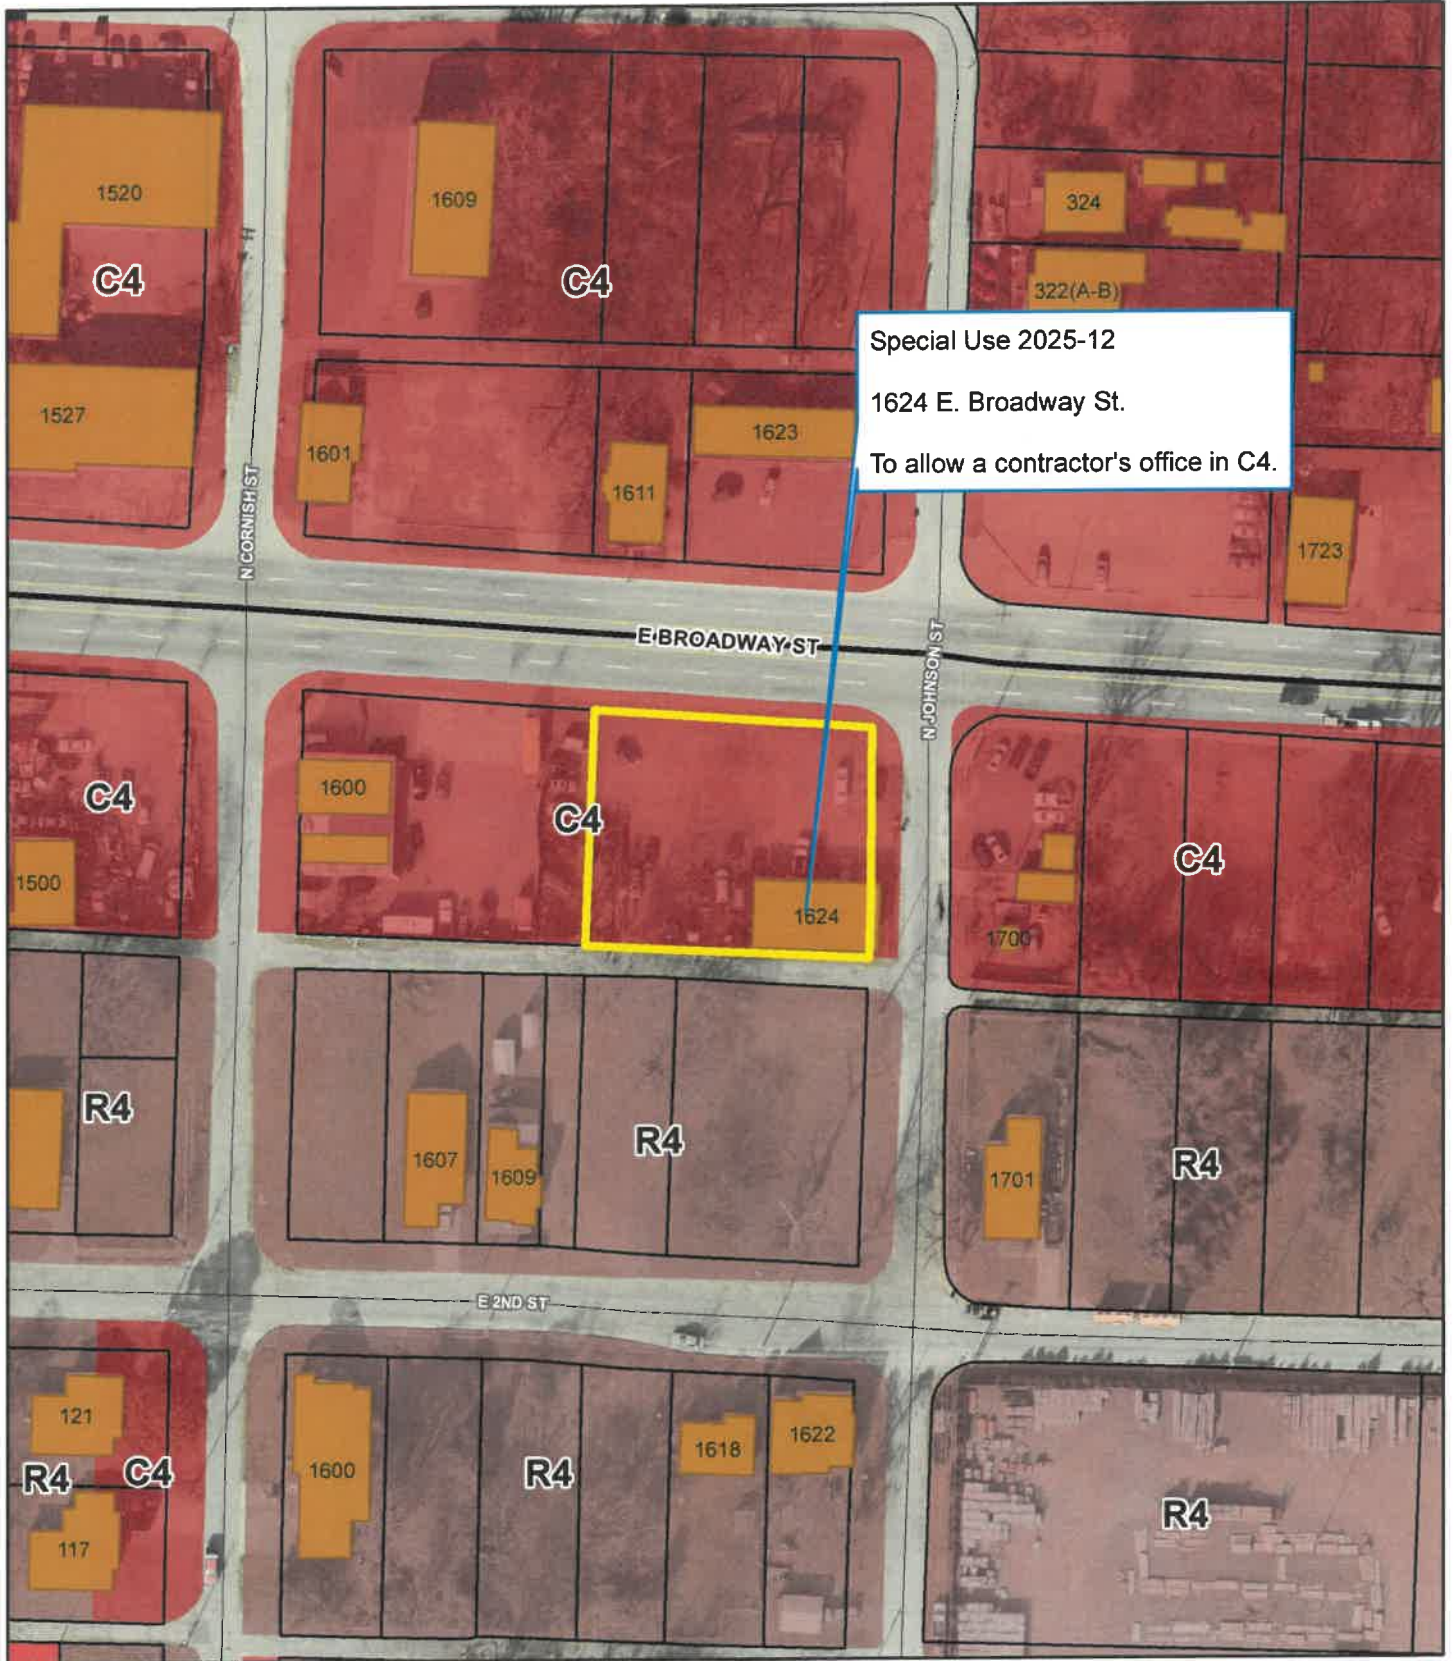 1520
1609
324
C4
C4
322(A-B)
Special Use 2025-12
1624 E. Broadway St.
To allow a contractor's office in C4.
1527
1601
1611
1623
1723
N CORNISH ST
E BROADWAY ST
N JOHNSON ST
1600
C4
C4
C4
1500
1624
1700
R4
1607
1609
R4
1701
R4
E 2ND ST
121
R4
C4
117
1600
R4
1618
1622
R4